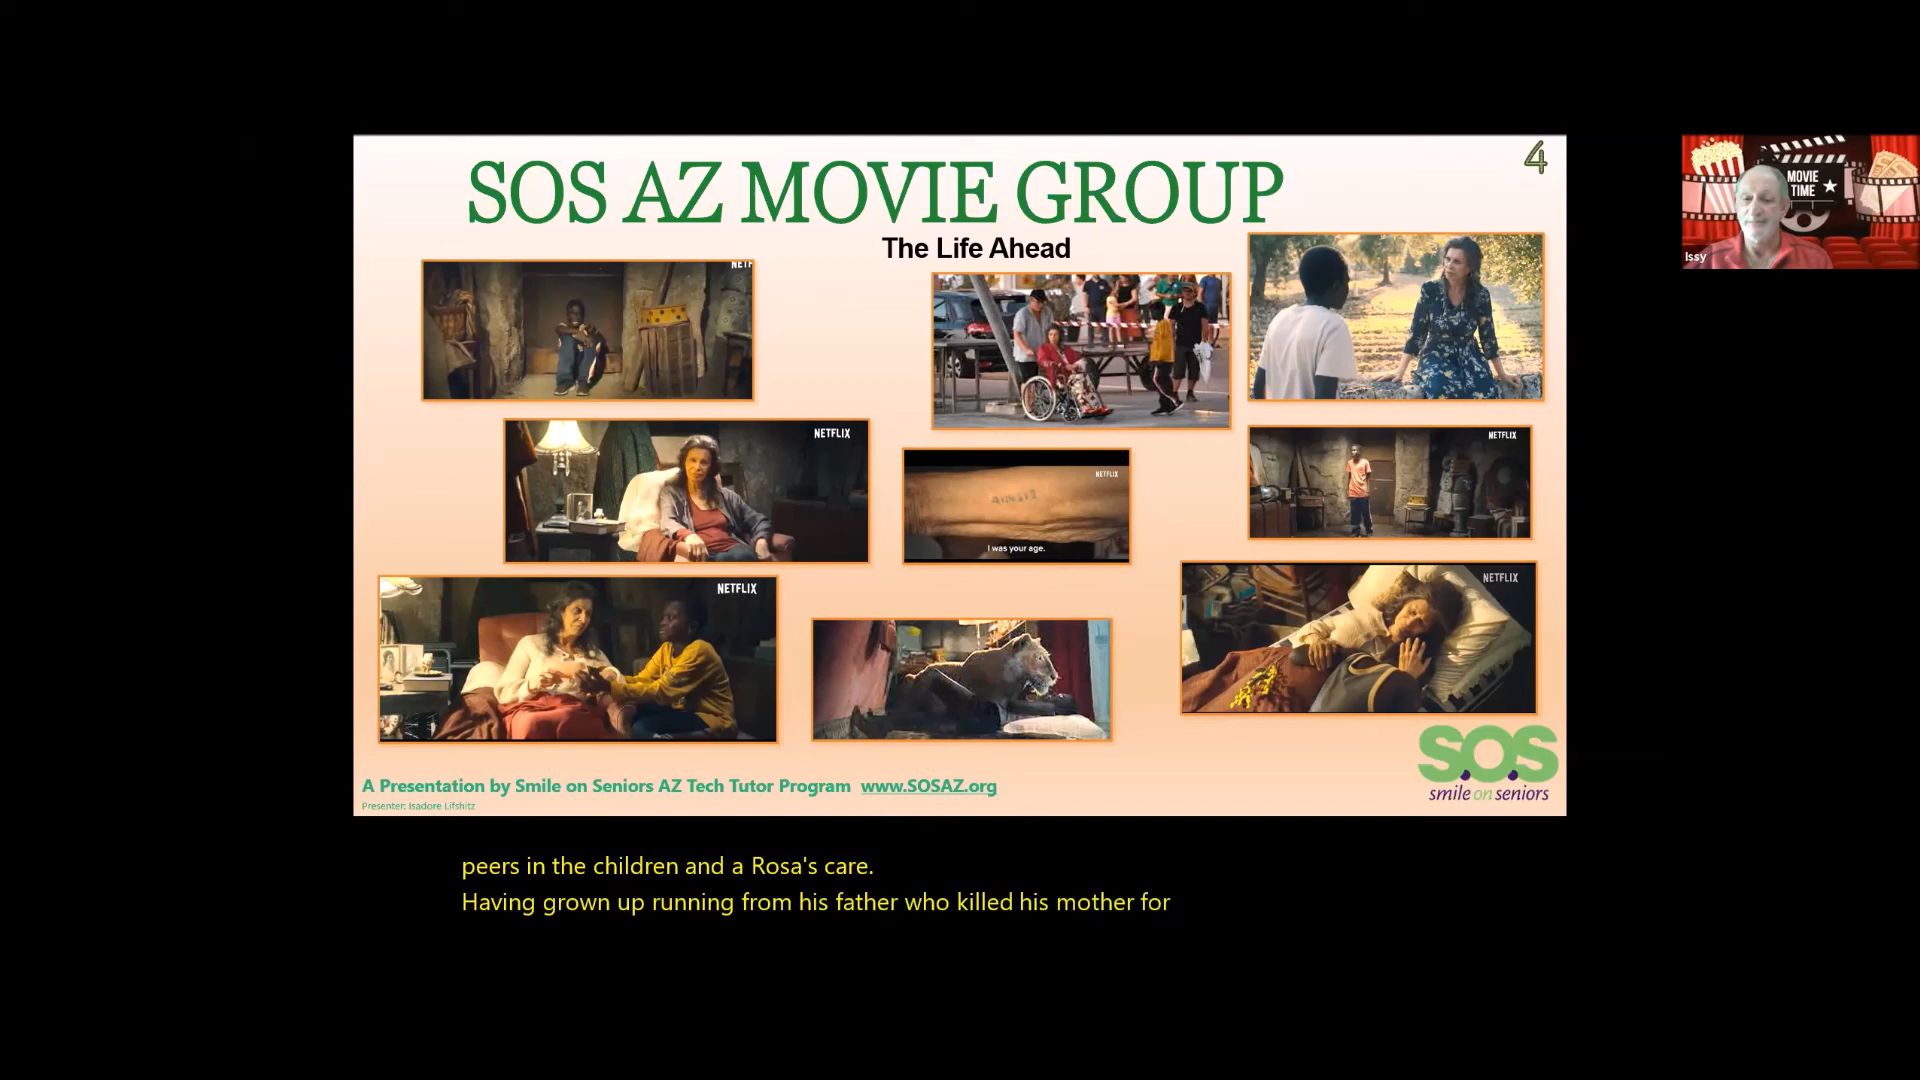 SOS AZ MOVIE GROUP
4
The Life Ahead
NETF
MOVIE
TIME
Issy
NETFLIX
NETFLIX
I was your age.
NETFLIX
NETFLIX
NETFLIX
S.O.S
smile on seniors
A Presentation by Smile on Seniors AZ Tech Tutor Program www.SOSAZ.org
Presenter: Isadore Lifshitz
peers in the children and a Rosa's care.
Having grown up running from his father who killed his mother for